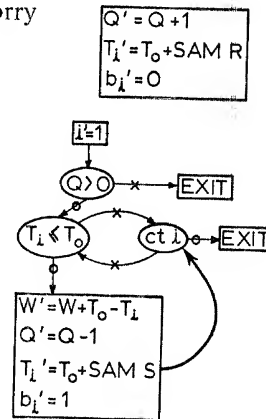 orry
Q' = Q +1
Tᵢ' = T₀ + SAM R
bᵢ' = 0
i' = 1
Q > 0
EXIT
Tᵢ ⩽ T₀
ct i
EXIT
W' = W + T₀ − Tᵢ
Q' = Q −1
Tᵢ' = T₀ + SAM S
bᵢ' = 1